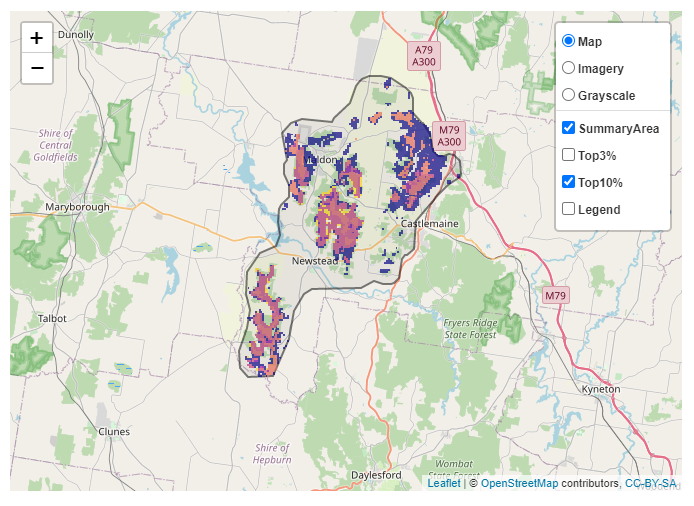 +
−
Dunolly
A79
A300
Map
Imagery
Grayscale
SummaryArea
Top3%
Top10%
Legend
M79
A300
Shire of
Central
Goldfields
Maldon
Maryborough
Castlemaine
Newstead
M79
Talbot
Fryers Ridge
State Forest
Kyneton
Clunes
Shire of
Hepburn
Wombat
State Forest
Daylesford
Leaflet | © OpenStreetMap contributors, CC-BY-SA